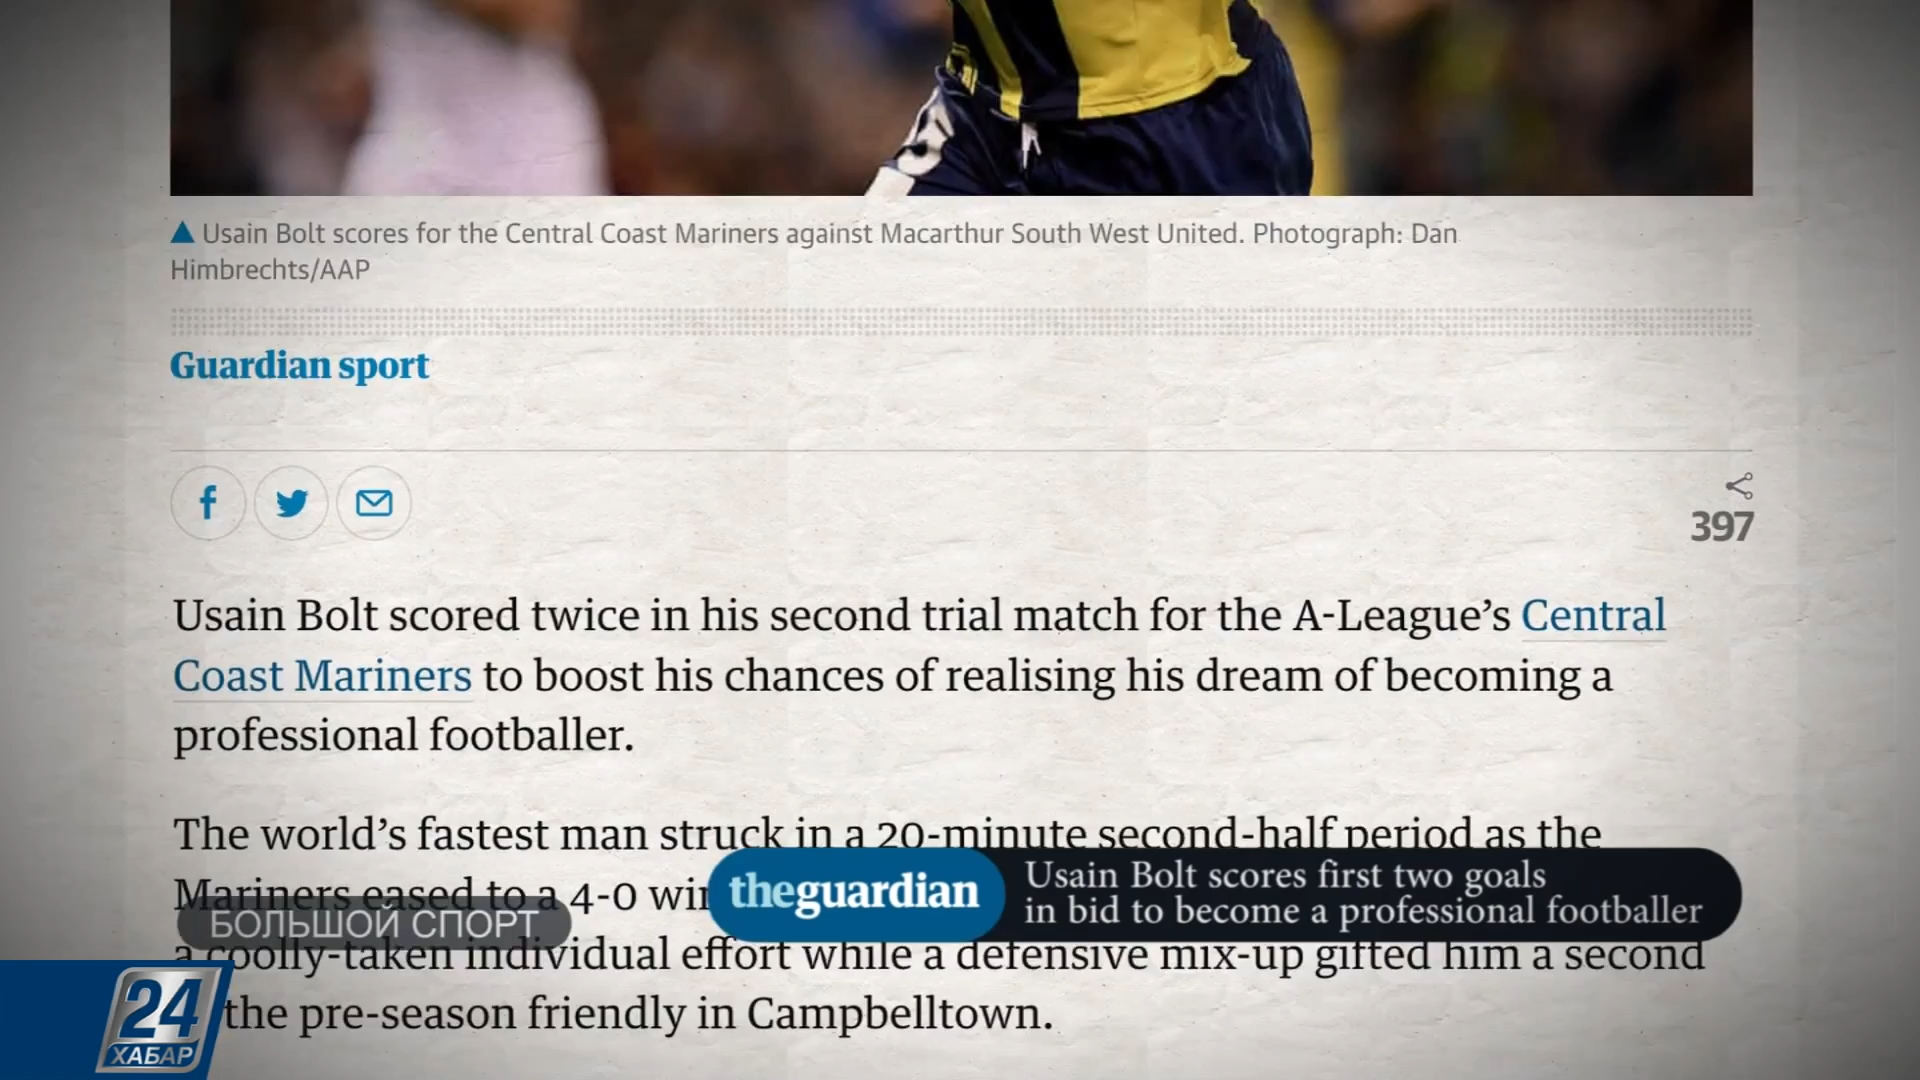 Usain Bolt scores for the Central Coast Mariners against Macarthur South West United. Photograph: Dan
Himbrechts/AAP
Guardian sport
397
Usain Bolt scored twice in his second trial match for the A-League’s Central
Coast Mariners to boost his chances of realising his dream of becoming a
professional footballer.
The world’s fastest man struck in a 20-minute second-half period as the
Mariners eased to a 4-0
theguardian
Usain Bolt scores first two goals
in bid to become a professional footballer
БОЛЬШОЙ СПОРТ
a coolly-taken individual effort while a defensive mix-up gifted him a second
the pre-season friendly in Campbelltown.
24
ХАБАР